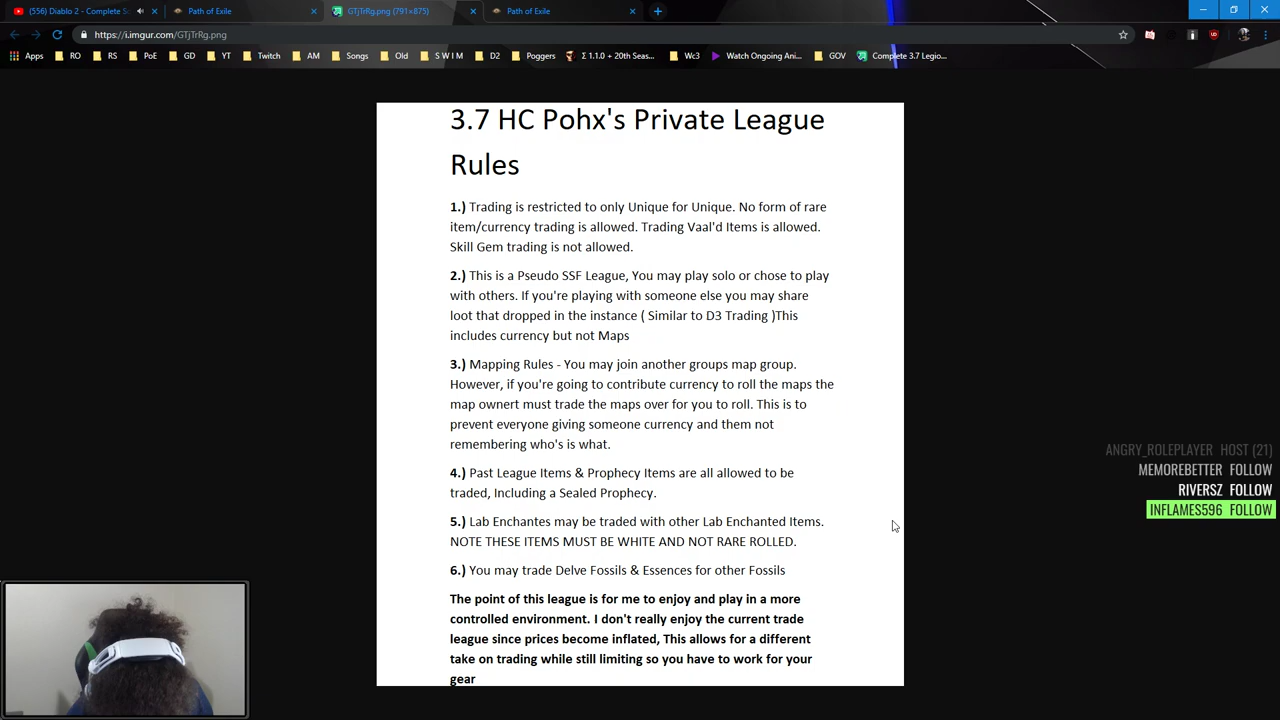 (556) Diablo 2 - Complete S
Path of Exile
GTjTrRg.png (791×875)
Path of Exile
https://i.imgur.com/GTjTrRg.png
Apps RO RS PoE GD YT Twitch AM Songs Old S W I M D2 Poggers Σ 1.1.0 + 20th Seas... Wc3 Watch Ongoing Ani... GOV Complete 3.7 Legio...
3.7 HC Pohx's Private League
Rules
1.) Trading is restricted to only Unique for Unique. No form of rare
item/currency trading is allowed. Trading Vaal'd Items is allowed.
Skill Gem trading is not allowed.
2.) This is a Pseudo SSF League, You may play solo or chose to play
with others. If you're playing with someone else you may share
loot that dropped in the instance ( Similar to D3 Trading )This
includes currency but not Maps
3.) Mapping Rules - You may join another groups map group.
However, if you're going to contribute currency to roll the maps the
map ownert must trade the maps over for you to roll. This is to
prevent everyone giving someone currency and them not
remembering who's is what.
4.) Past League Items & Prophecy Items are all allowed to be
traded, Including a Sealed Prophecy.
5.) Lab Enchantes may be traded with other Lab Enchanted Items.
NOTE THESE ITEMS MUST BE WHITE AND NOT RARE ROLLED.
6.) You may trade Delve Fossils & Essences for other Fossils
The point of this league is for me to enjoy and play in a more
controlled environment. I don't really enjoy the current trade
league since prices become inflated, This allows for a different
take on trading while still limiting so you have to work for your
gear
ANGRY_ROLEPLAYER HOST (21)
MEMOREBETTER FOLLOW
RIVERSZ FOLLOW
INFLAMES596 FOLLOW